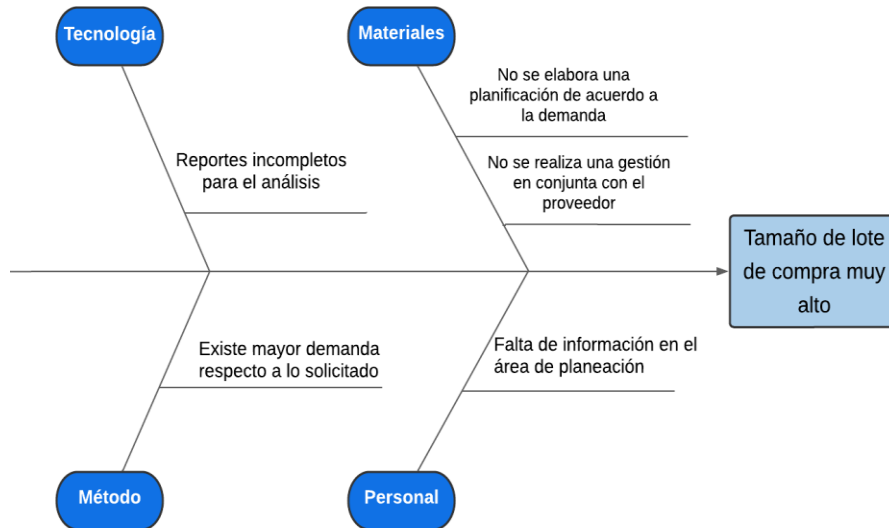 Tecnología
Materiales
No se elabora una
planificación de acuerdo a
la demanda
Reportes incompletos
para el análisis
No se realiza una gestión
en conjunta con el
proveedor
Tamaño de lote
de compra muy
alto
Existe mayor demanda
respecto a lo solicitado
Falta de información en el
área de planeación
Método
Personal